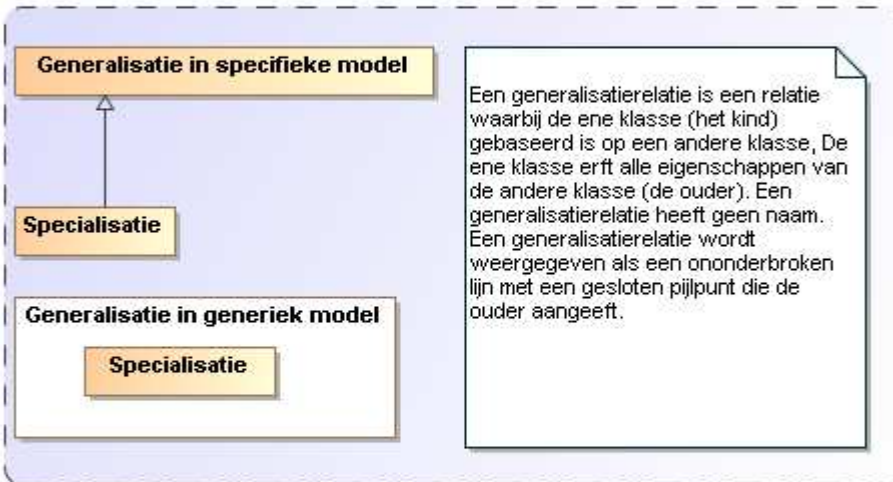 Generalisatie in specifieke model
Specialisatie
Generalisatie in generiek model
Specialisatie
Een generalisatierelatie is een relatie
waarbij de ene klasse (het kind)
gebaseerd is op een andere klasse, De
ene klasse erft alle eigenschappen van
de andere klasse (de ouder). Een
generalisatierelatie heeft geen naam.
Een generalisatierelatie wordt
weergegeven als een ononderbroken
lijn met een gesloten pijlpunt die de
ouder aangeeft.